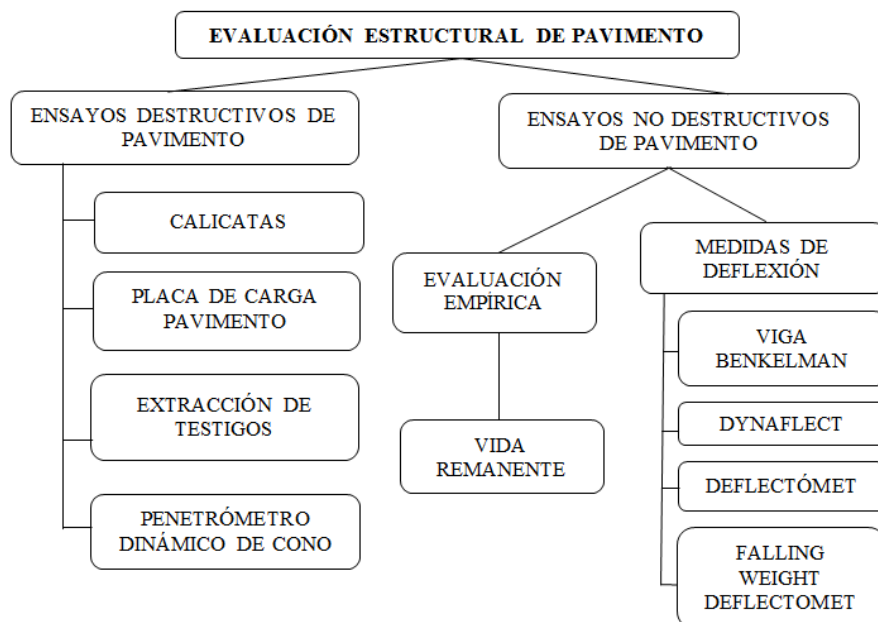 EVALUACIÓN ESTRUCTURAL DE PAVIMENTO
ENSAYOS DESTRUCTIVOS DE
PAVIMENTO
CALICATAS
PLACA DE CARGA
PAVIMENTO
EXTRACCIÓN DE
TESTIGOS
PENETRÓMETRO
DINÁMICO DE CONO
ENSAYOS NO DESTRUCTIVOS
DE PAVIMENTO
EVALUACIÓN
EMPÍRICA
VIDA
REMANENTE
MEDIDAS DE
DEFLEXIÓN
VIGA
BENKELMAN
DYNAFLECT
DEFLECTÓMET
FALLING
WEIGHT
DEFLECTOMET